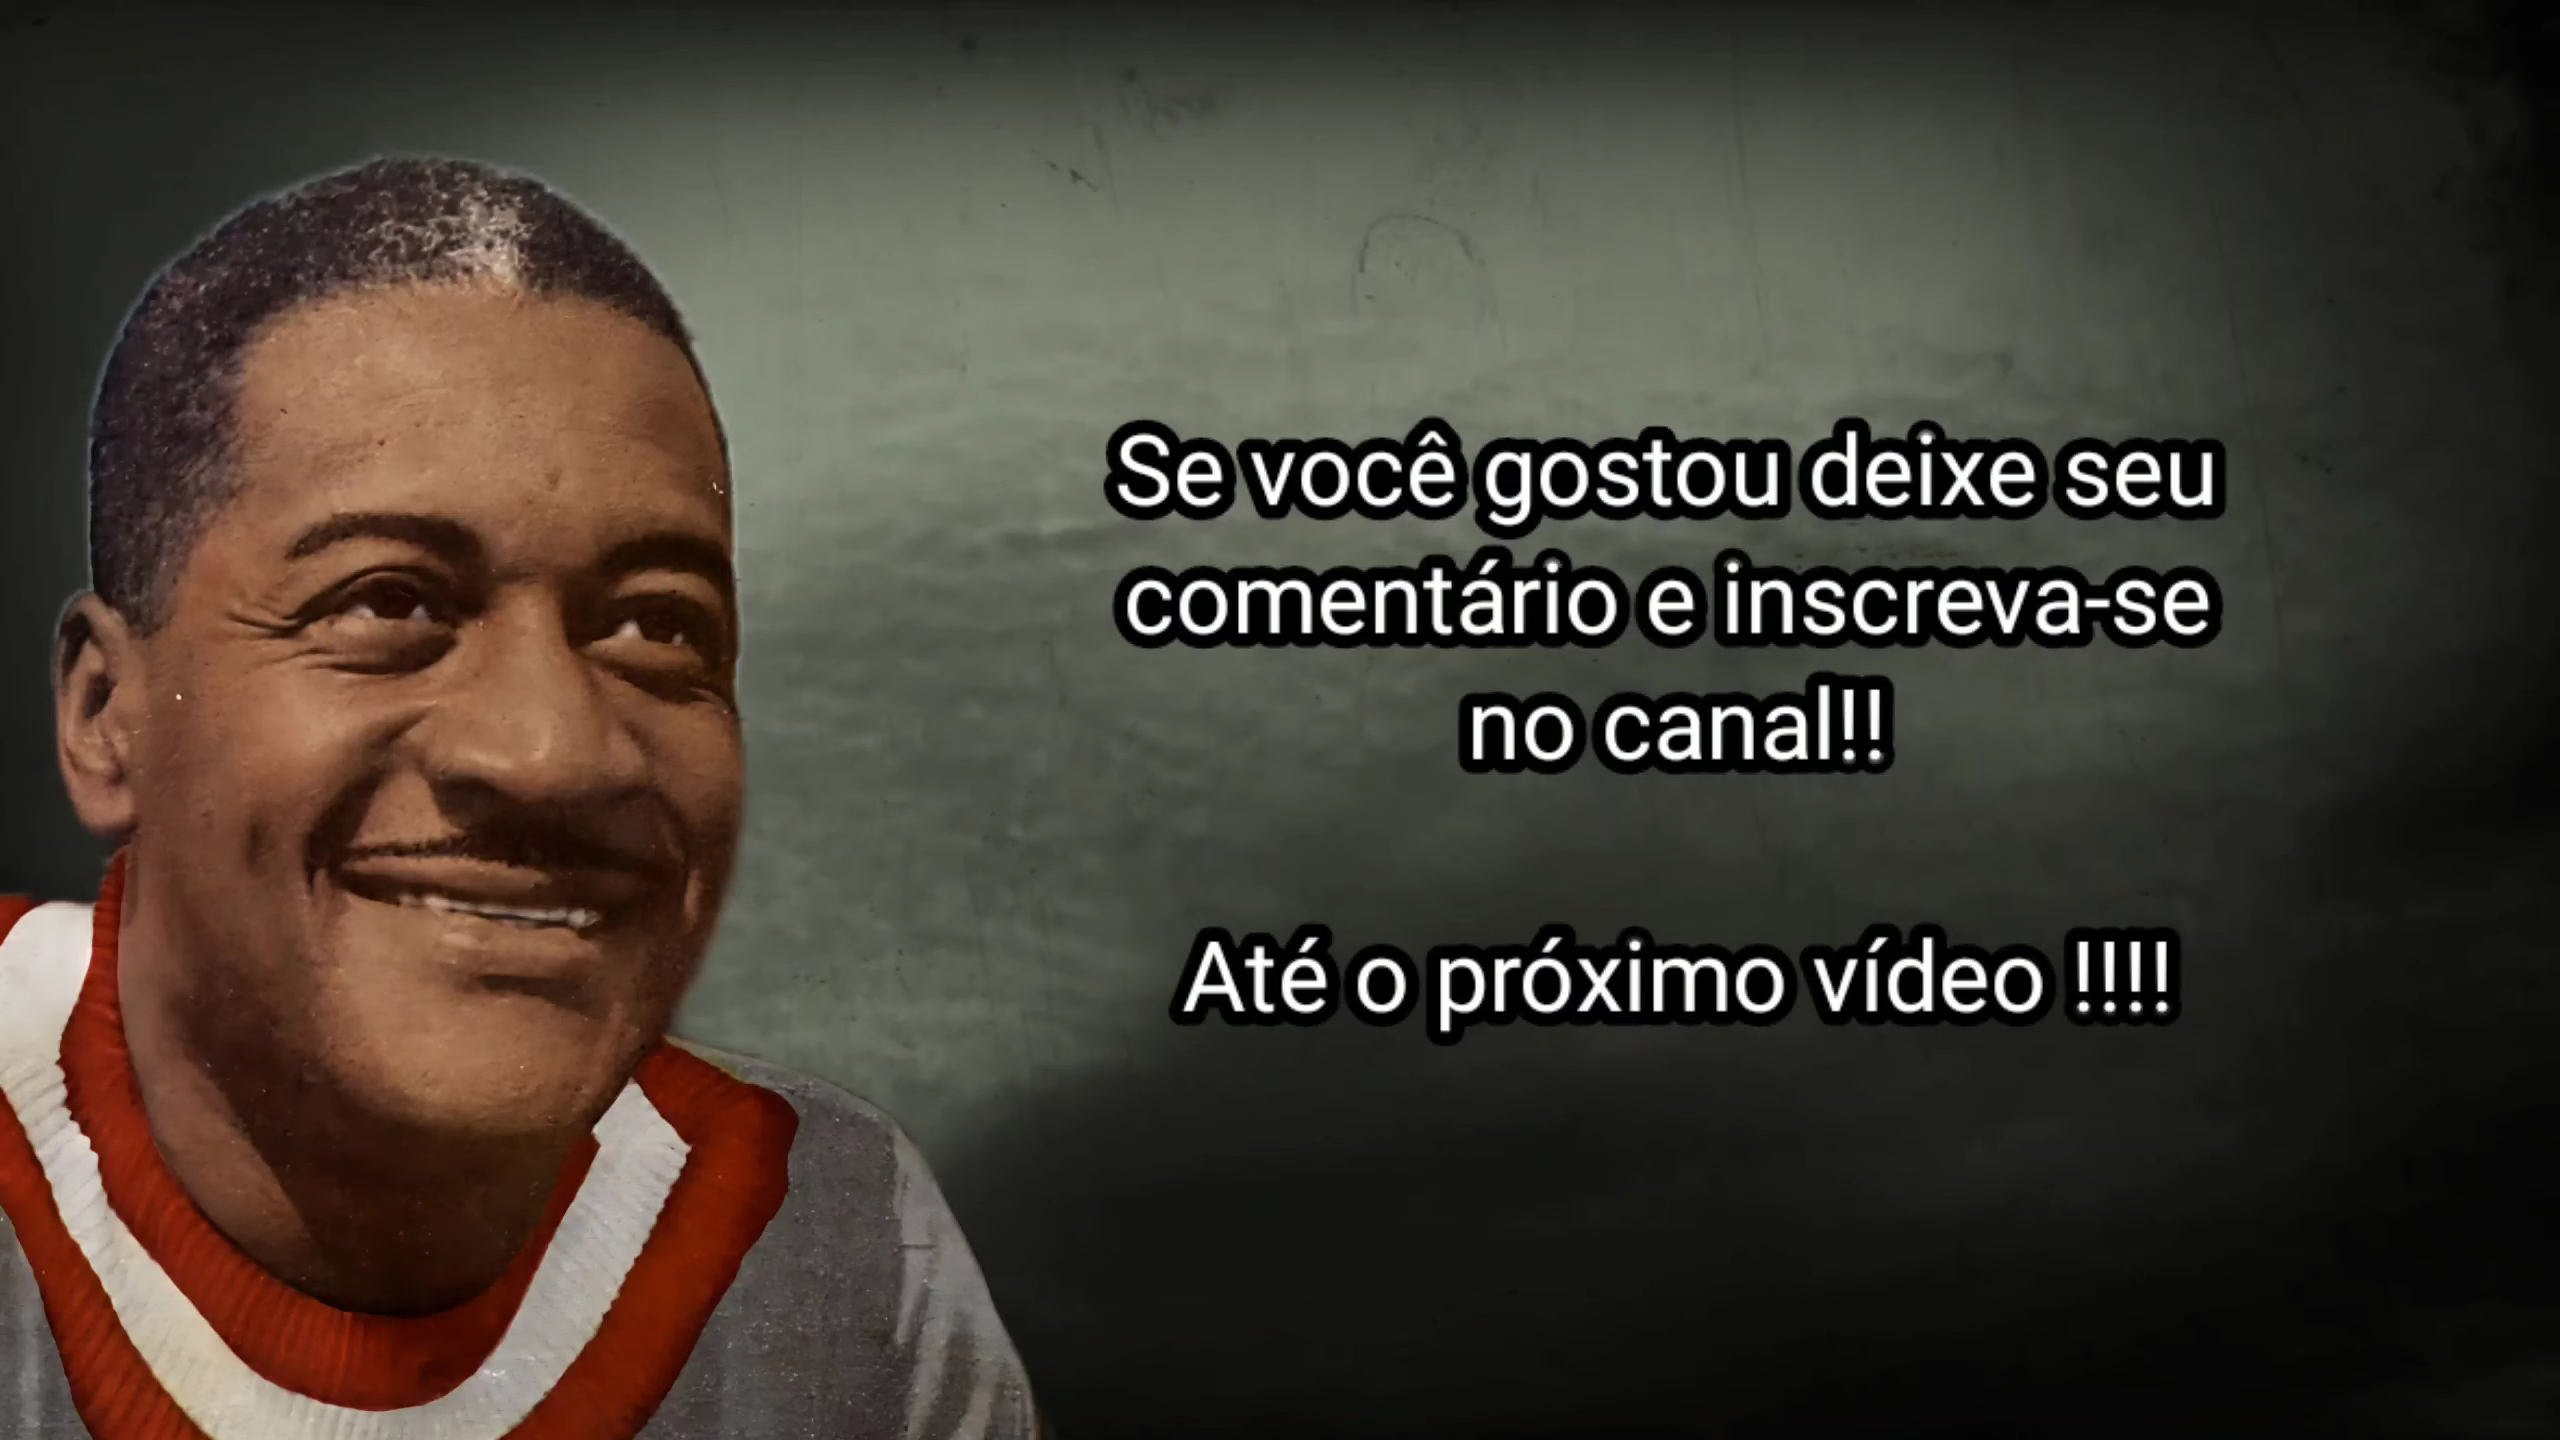 Se você gostou deixe seu
comentário e inscreva-se
no canal!!
Até o próximo vídeo !!!!